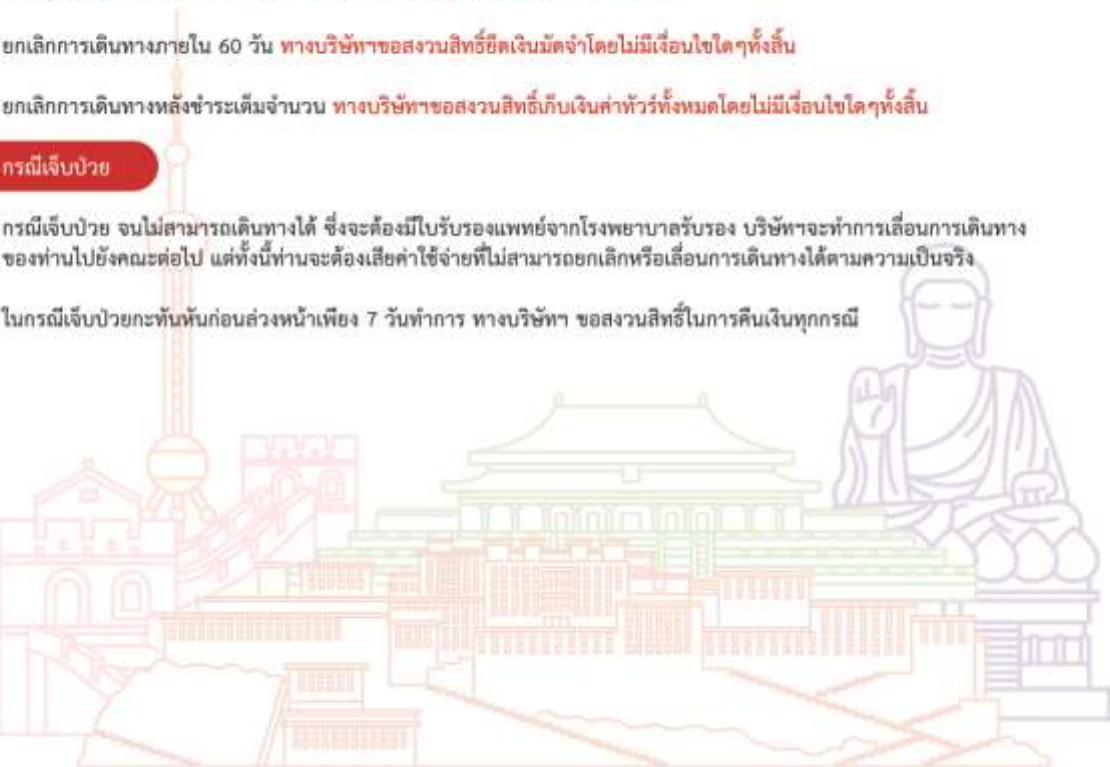 ยกเลิกการเดินทางภายใน 60 วัน ทางบริษัทฯขอสงวนสิทธิ์ยึดเงินมัดจำโดยไม่มีเงื่อนไขใดๆทั้งสิ้น
ยกเลิกการเดินทางหลังชำระเต็มจำนวน ทางบริษัทฯขอสงวนสิทธิ์เก็บเงินค่าทัวร์ทั้งหมดโดยไม่มีเงื่อนไขใดๆทั้งสิ้น
กรณีเจ็บป่วย
กรณีเจ็บป่วย จนไม่สามารถเดินทางได้ ซึ่งจะต้องมีใบรับรองแพทย์จากโรงพยาบาลรับรอง บริษัทฯจะทำการเลื่อนการเดินทาง
ของท่านไปยังคณะต่อไป แต่ทั้งนี้ท่านจะต้องเสียค่าใช้จ่ายที่ไม่สามารถยกเลิกหรือเลื่อนการเดินทางได้ตามความเป็นจริง
ในกรณีเจ็บป่วยกะทันหันก่อนล่วงหน้าเพียง 7 วันทำการ ทางบริษัทฯ ขอสงวนสิทธิ์ในการคืนเงินทุกกรณี